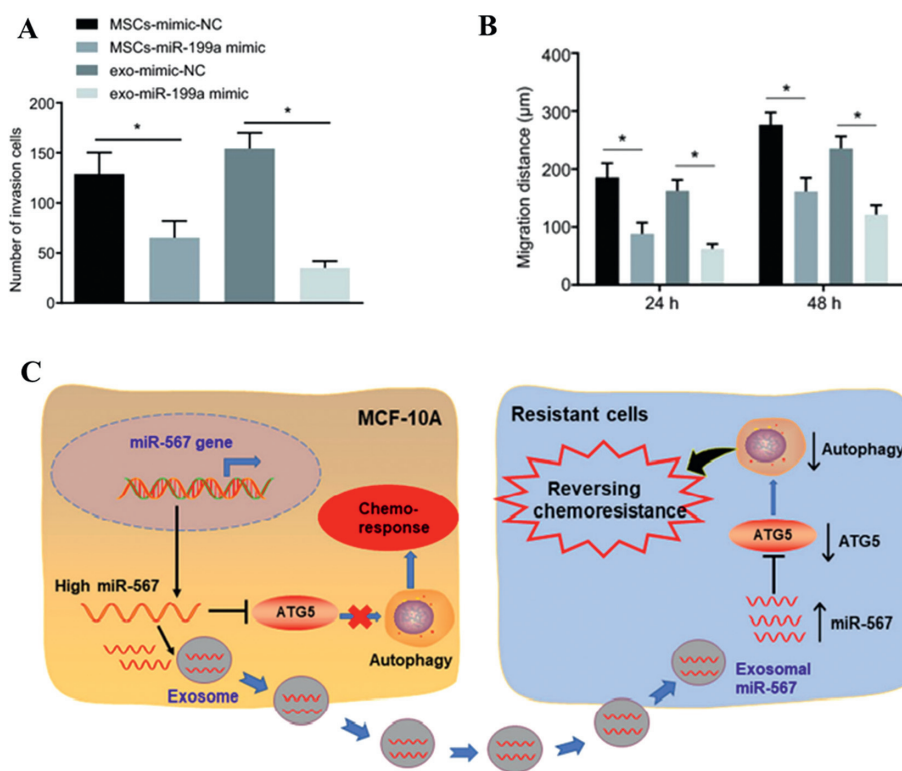 A
MSCs-mimic-NC
MSCs-miR-199a mimic
exo-mimic-NC
exo-miR-199a mimic
Number of invasion cells
200
150
100
50
0
*
*
B
Migration distance (μm)
400
300
200
100
0
*
*
*
*
24 h
48 h
C
MCF-10A
miR-567 gene
Chemo-
response
High miR-567
ATG5
Autophagy
Exosome
Resistant cells
Autophagy
Reversing
chemoresistance
ATG5
ATG5
miR-567
Exosomal
miR-567